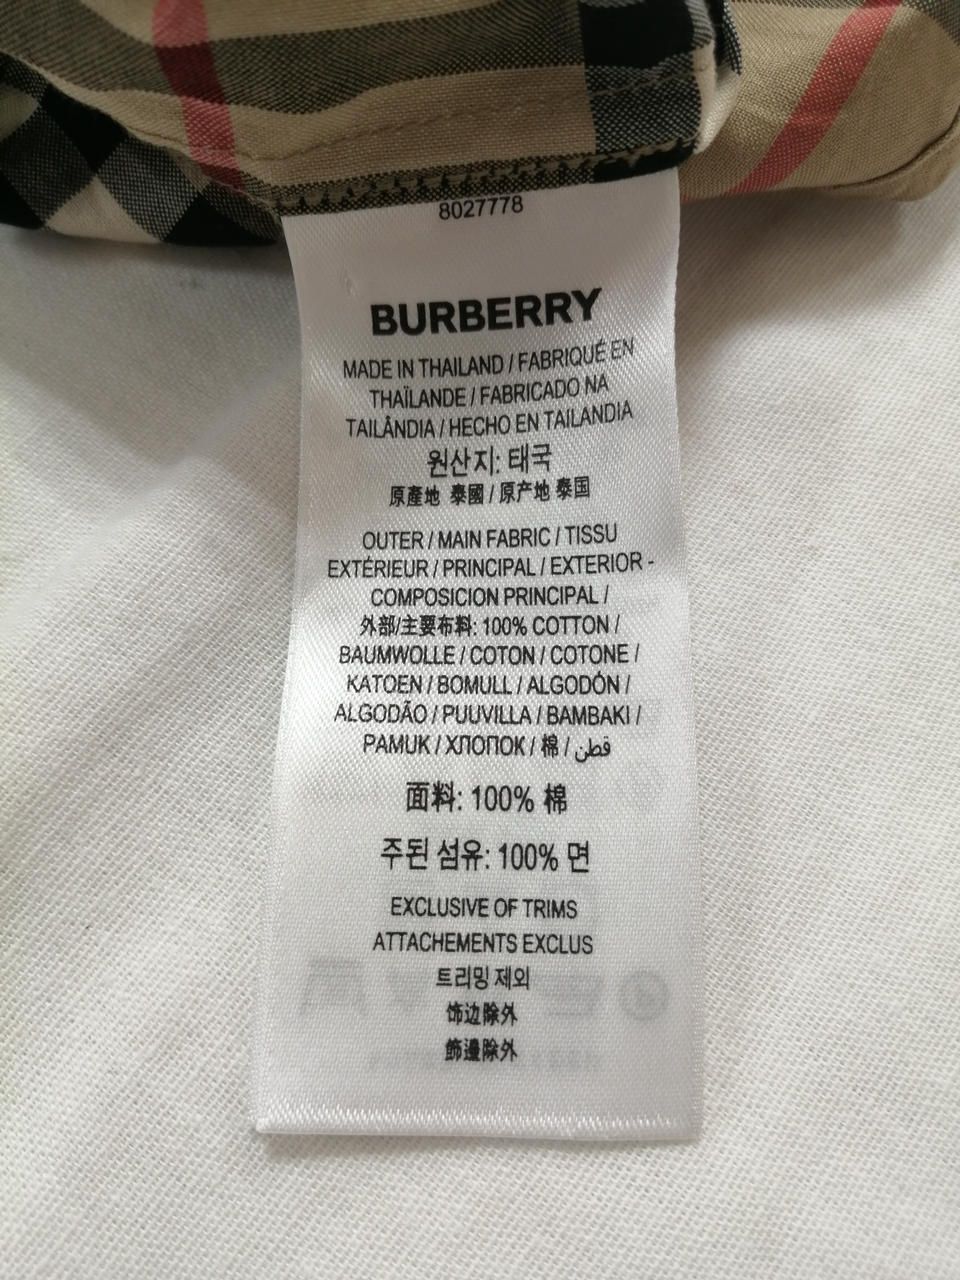 8027778
BURBERRY
MADE IN THAILAND / FABRIQUÉ EN
THAÏLANDE / FABRICADO NA
TAILÂNDIA / HECHO EN TAILANDIA
원산지: 태국
原產地 泰國 / 原产地 泰国
OUTER / MAIN FABRIC / TISSU
EXTÉRIEUR / PRINCIPAL / EXTERIOR -
COMPOSICION PRINCIPAL /
外部/主要布料: 100% COTTON /
BAUMWOLLE / COTON / COTONE /
KATOEN / BOMULL / ALGODÓN /
ALGODÃO / PUUVILLA / BAMBAKI /
PAMUK / ХЛОПОК / 棉 / قطن
面料: 100% 棉
주된 섬유: 100% 면
EXCLUSIVE OF TRIMS
ATTACHEMENTS EXCLUS
트리밍 제외
饰边除外
飾邊除外